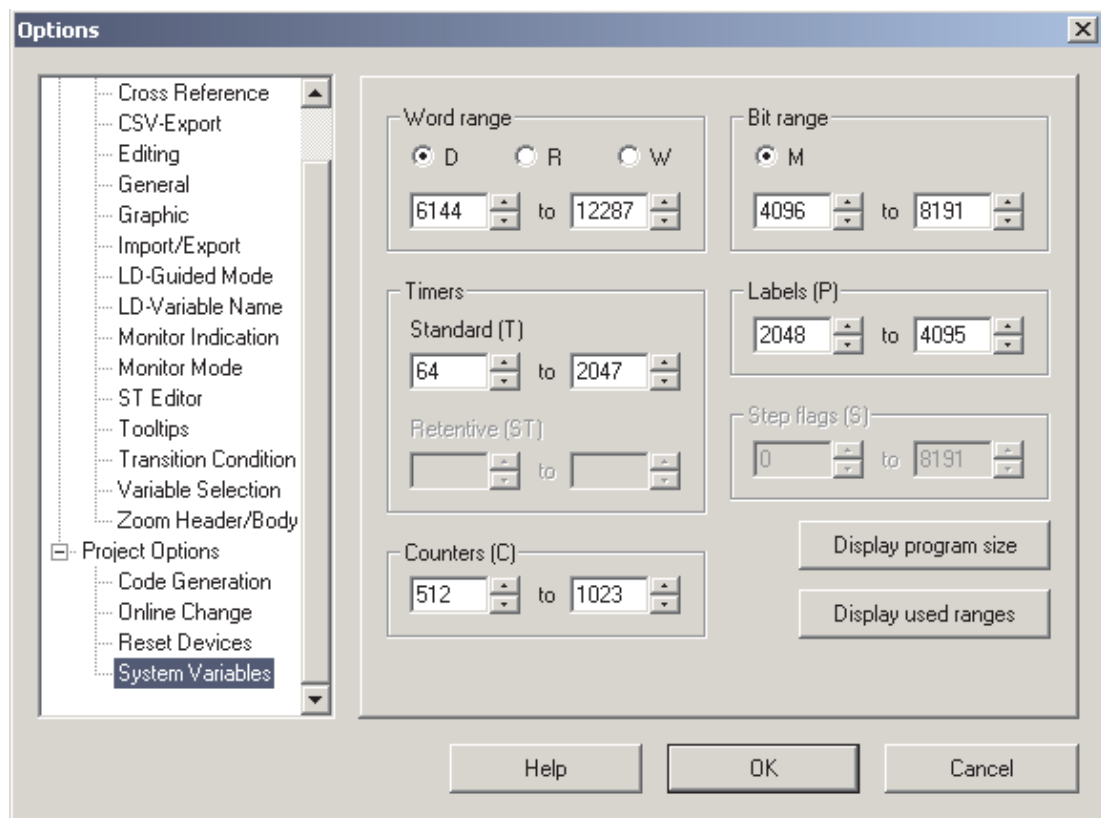 Options
Cross Reference
CSV-Export
Editing
General
Graphic
Import/Export
LD-Guided Mode
LD-Variable Name
Monitor Indication
Monitor Mode
ST Editor
Tooltips
Transition Condition
Variable Selection
Zoom Header/Body
Project Options
Code Generation
Online Change
Reset Devices
System Variables
Word range
D R W
6144 to 12287
Timers
Standard (T)
64 to 2047
Retentive (ST)
to
Counters (C)
512 to 1023
Bit range
M
4096 to 8191
Labels (P)
2048 to 4095
Step flags (S)
0 to 8191
Display program size
Display used ranges
Help OK Cancel